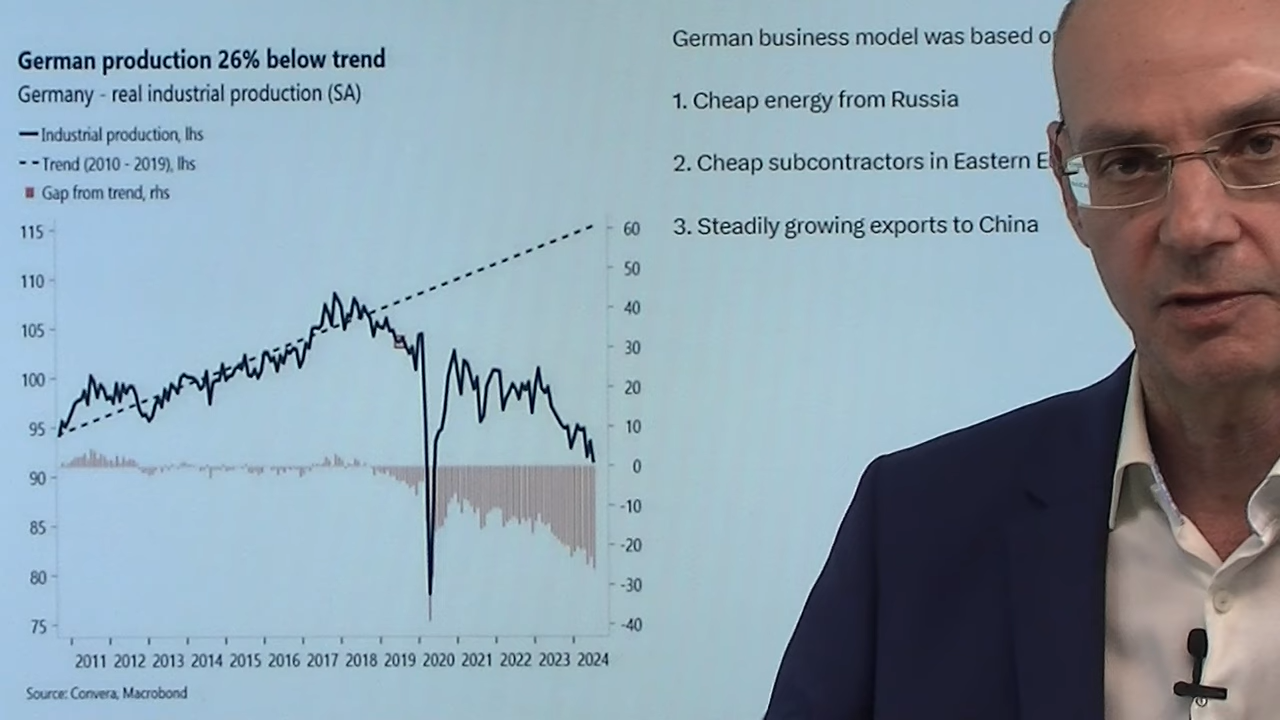 German production 26% below trend
Germany - real industrial production (SA)
Industrial production, lhs
Trend (2010 - 2019), lhs
Gap from trend, rhs
115
110
105
100
95
90
85
80
75
60
50
40
30
20
10
0
-10
-20
-30
-40
2011 2012 2013 2014 2015 2016 2017 2018 2019 2020 2021 2022 2023 2024
Source: Convera, Macrobond
German business model was based
1. Cheap energy from Russia
2. Cheap subcontractors in Eastern
3. Steadily growing exports to China